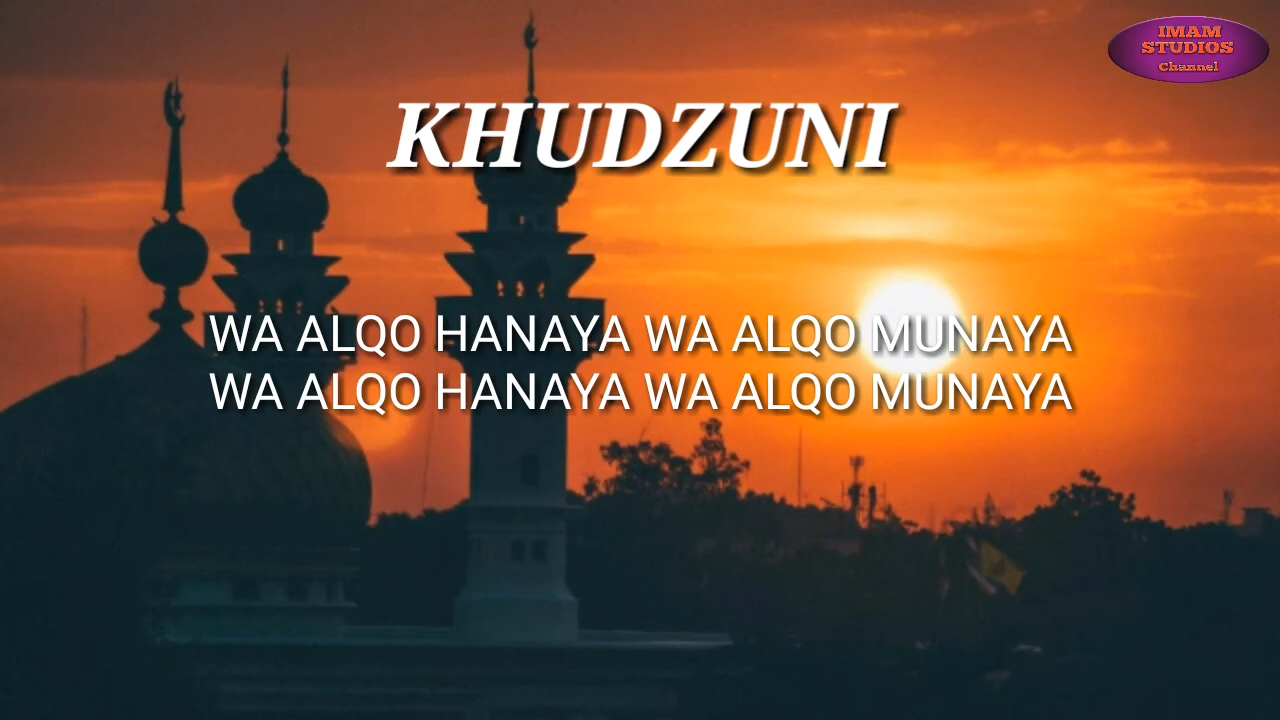 IMAM
STUDIOS
Channel
KHUDZUNI
WA ALQO HANAYA WA ALQO MUNAYA
WA ALQO HANAYA WA ALQO MUNAYA